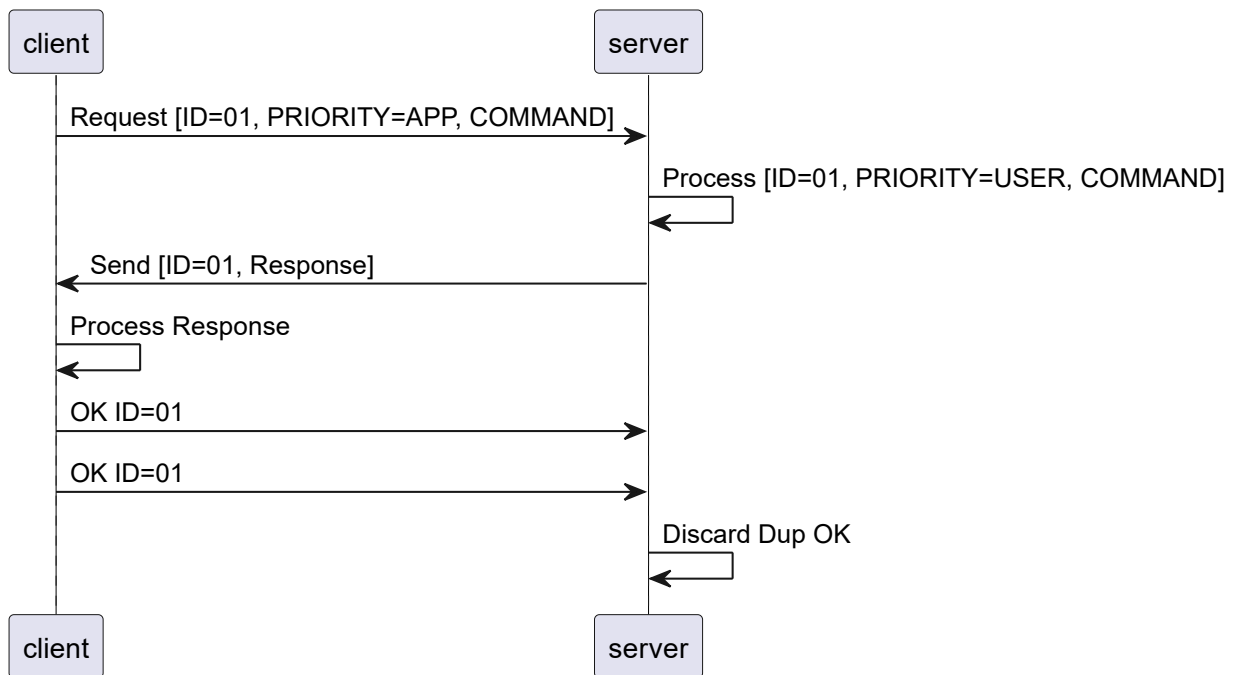 client
server
Request [ID=01, PRIORITY=APP, COMMAND]
Process [ID=01, PRIORITY=USER, COMMAND]
Send [ID=01, Response]
Process Response
OK ID=01
OK ID=01
Discard Dup OK
client
server